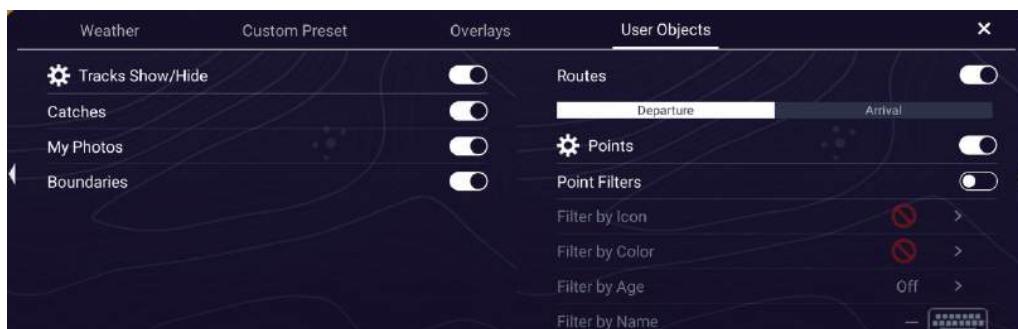 Weather Custom Preset Overlays User Objects ×
Tracks Show/Hide
Catches
My Photos
Boundaries
Routes
Departure Arrival
Points
Point Filters
Filter by Icon >
Filter by Color >
Filter by Age Off >
Filter by Name —